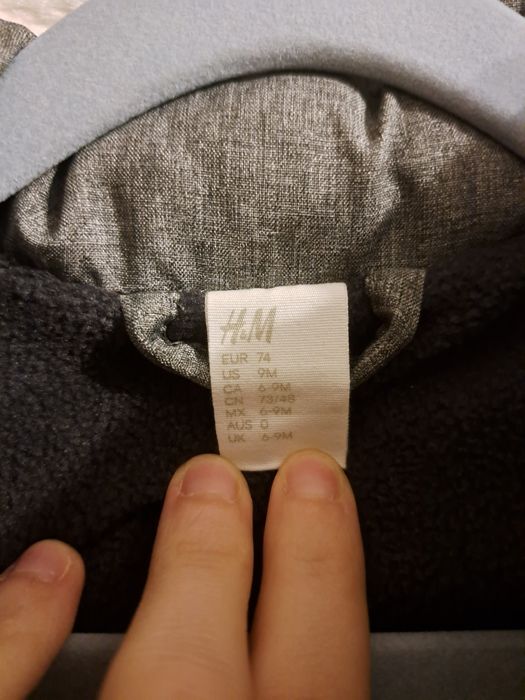 H&M
EUR 74
US 9M
CA 6-9M
CN 73/48
MX 6-9M
AUS 0
UK 6-9M